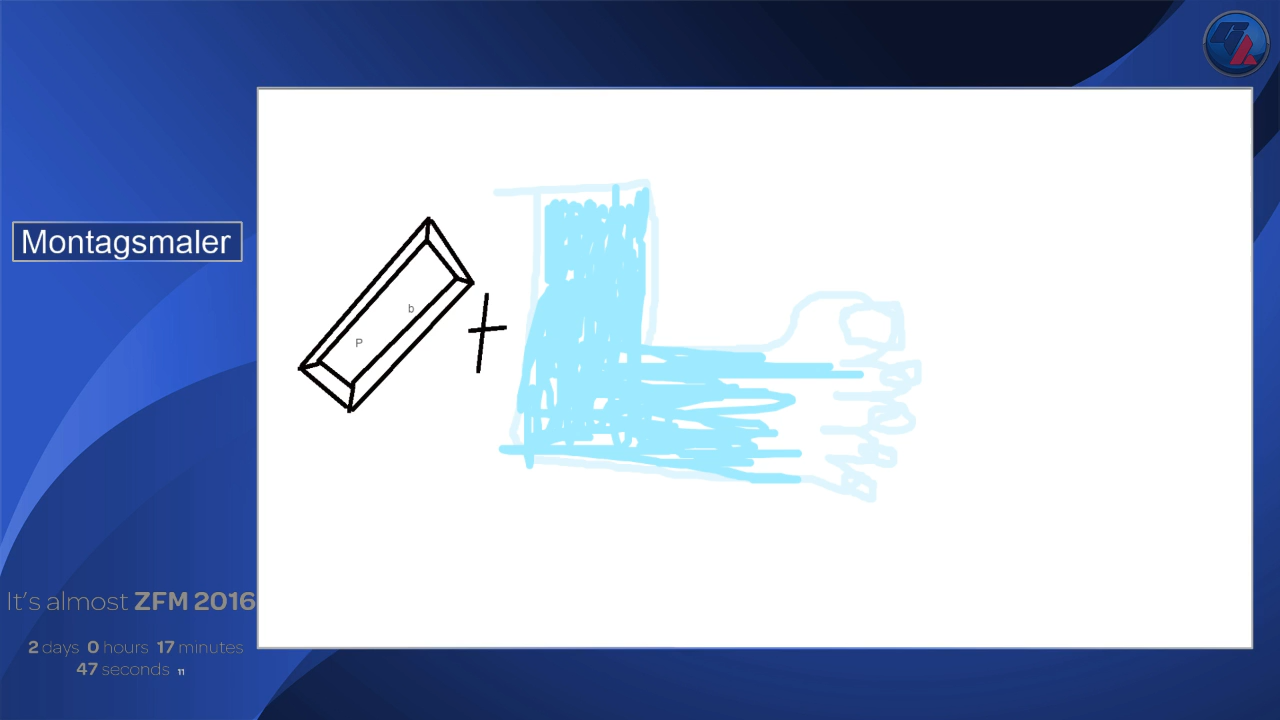 Montagsmaler
b
P
It's almost ZFM 2016
2 days 0 hours 17 minutes
47 seconds 11